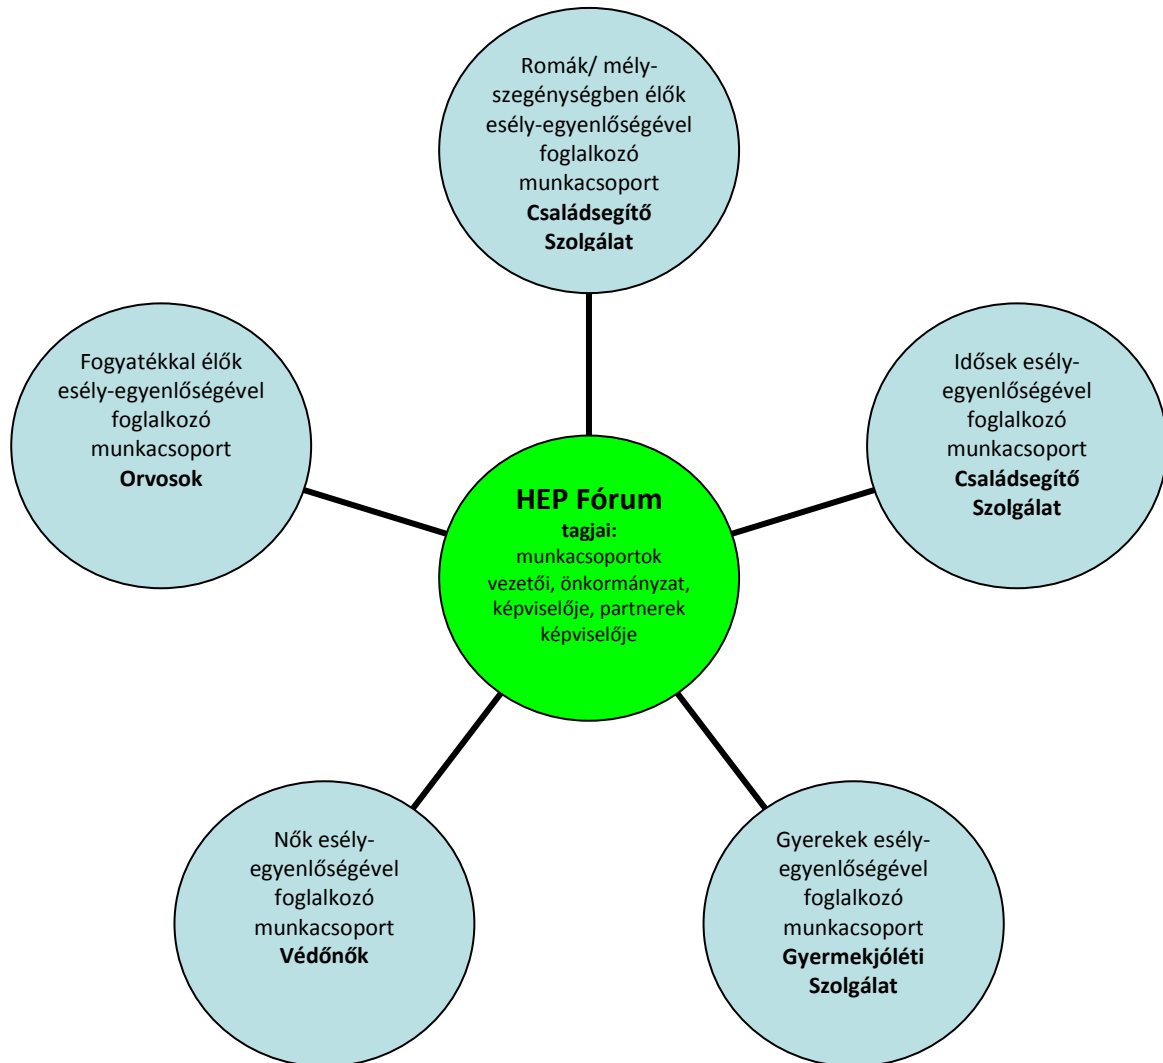 Romák/ mély-
szegénységben élők
esély-egyenlőségével
foglalkozó
munkacsoport
Családsegítő
Szolgálat
Fogyatékkal élők
esély-egyenlőségével
foglalkozó
munkacsoport
Orvosok
Idősek esély-
egyenlőségével
foglalkozó
munkacsoport
Családsegítő
Szolgálat
HEP Fórum
tagjai:
munkacsoportok
vezetői, önkormányzat,
képviselője, partnerek
képviselője
Nők esély-
egyenlőségével
foglalkozó
munkacsoport
Védőnők
Gyerekek esély-
egyenlőségével
foglalkozó
munkacsoport
Gyermekjóléti
Szolgálat